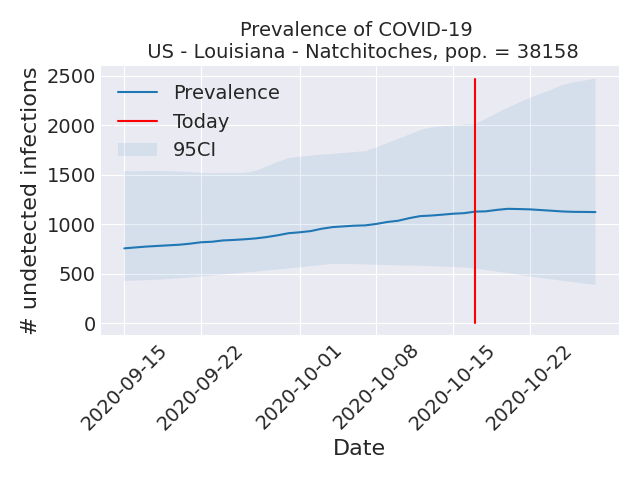 Prevalence of COVID-19
US - Louisiana - Natchitoches, pop. = 38158
# undetected infections
2500
2000
1500
1000
500
0
Prevalence
Today
95CI
2020-09-15
2020-09-22
2020-10-01
2020-10-08
2020-10-15
2020-10-22
Date